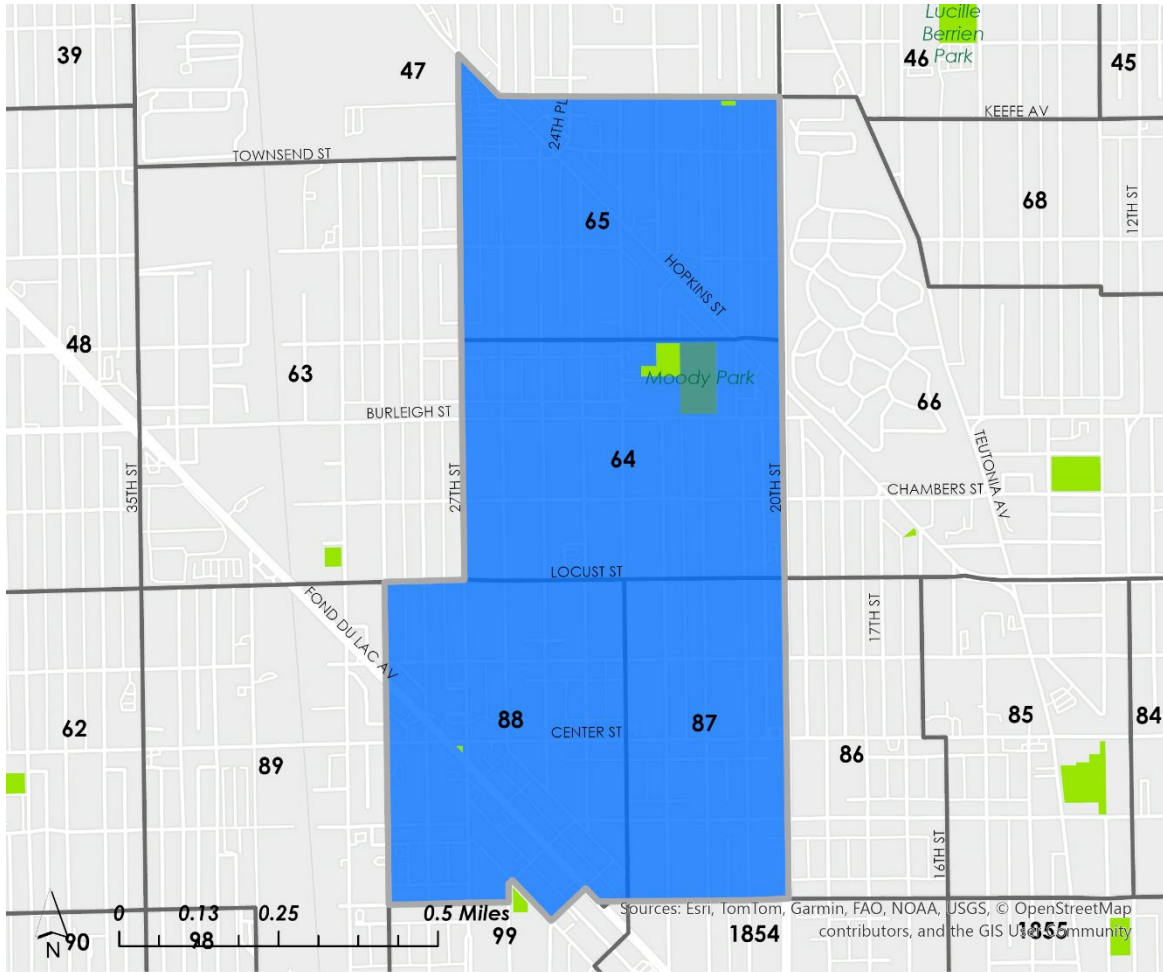 Lucille
Berrien
Park
39
47
46
45
24TH PL
KEEFE AV
TOWNSEND ST
68
12TH ST
65
HOPKINS ST
48
63
Moody Park
66
BURLEIGH ST
64
TEUTONIA AV
35TH ST
27TH ST
20TH ST
CHAMBERS ST
LOCUST ST
FOND DU LAC AV
17TH ST
62
88
87
85
84
CENTER ST
89
86
16TH ST
0 0.13 0.25 0.5 Miles
Sources: Esri, TomTom, Garmin, FAO, NOAA, USGS, © OpenStreetMap
contributors, and the GIS User Community
N
90
98
99
1854
1855